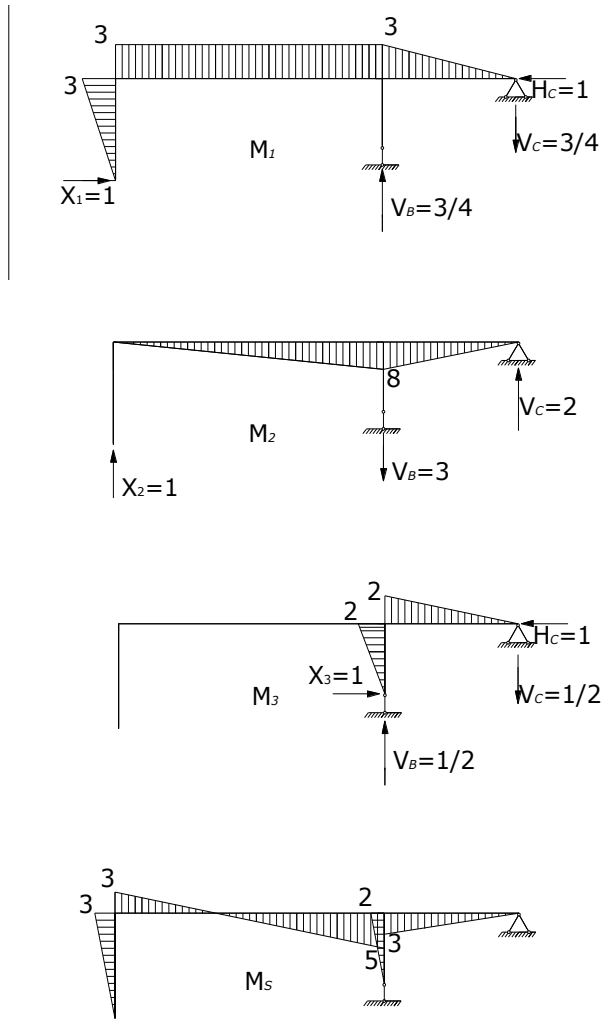 3 3
3
H_C=1
V_C=3/4
M_1
X_1=1
V_B=3/4
8
V_C=2
M_2
V_B=3
X_2=1
2
2
H_C=1
X_3=1
M_3
V_C=1/2
V_B=1/2
3
3 2
3
5
M_S